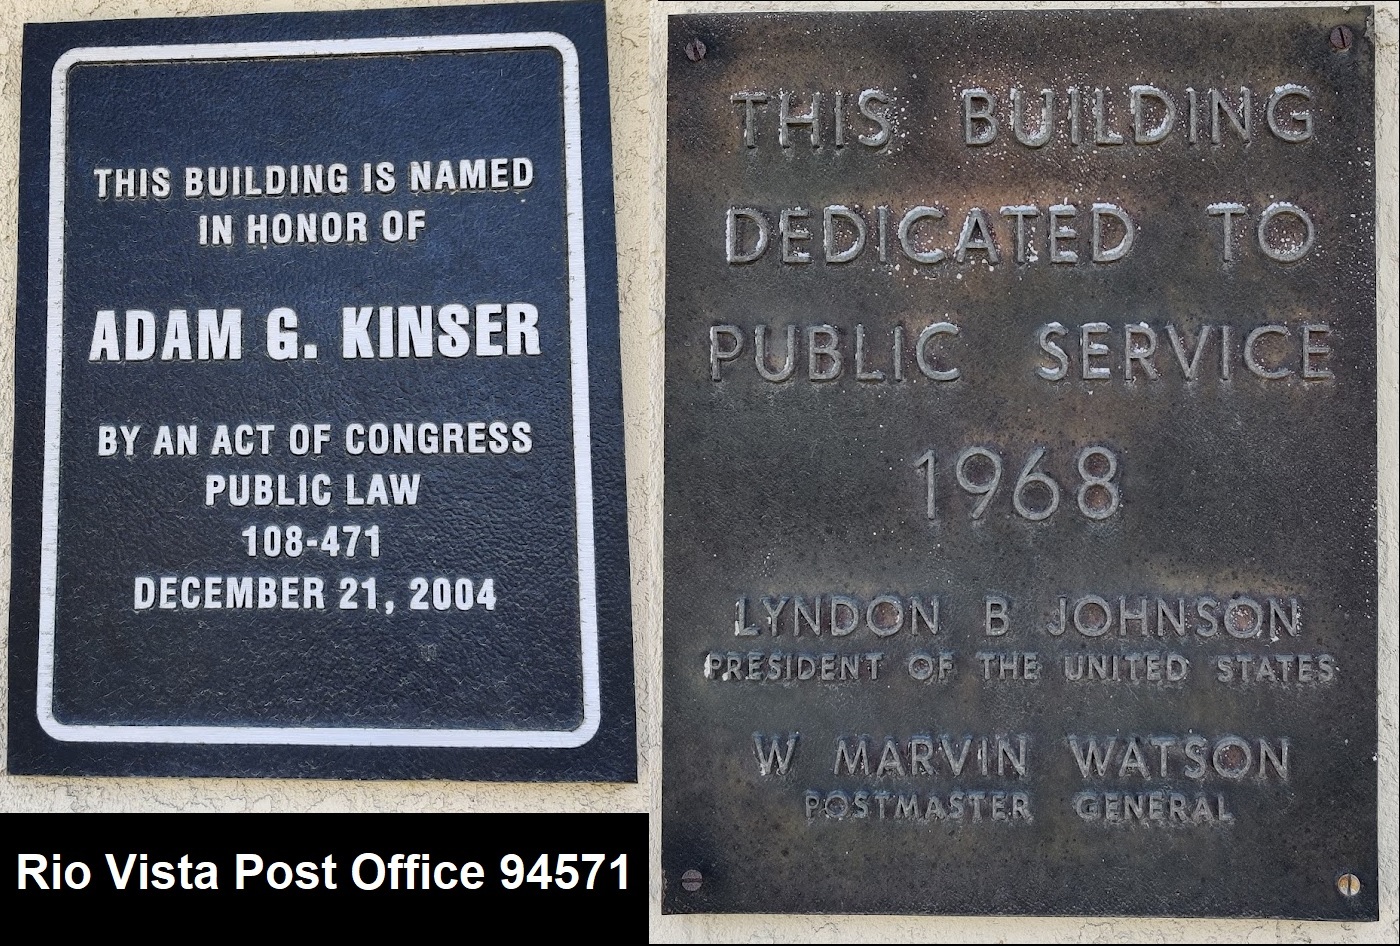 THIS BUILDING IS NAMED
IN HONOR OF
ADAM G. KINSER
BY AN ACT OF CONGRESS
PUBLIC LAW
108-471
DECEMBER 21, 2004
Rio Vista Post Office 94571
THIS BUILDING
DEDICATED TO
PUBLIC SERVICE
1968
LYNDON B JOHNSON
PRESIDENT OF THE UNITED STATES
W MARVIN WATSON
POSTMASTER GENERAL